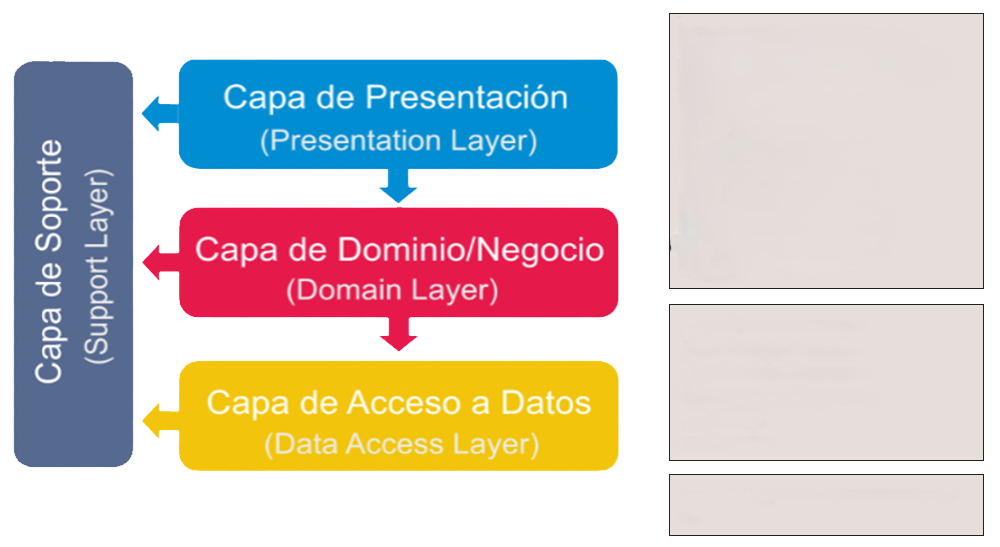 Capa de Soporte
(Support Layer)
Capa de Presentación
(Presentation Layer)
Capa de Dominio/Negocio
(Domain Layer)
Capa de Acceso a Datos
(Data Access Layer)